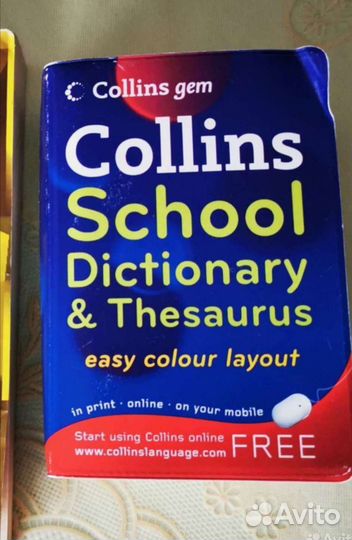 Collins gem
Collins
School
Dictionary
& Thesaurus
easy colour layout
in print · online · on your mobile
Start using Collins online
www.collinslanguage.com FREE
Avito
Avito